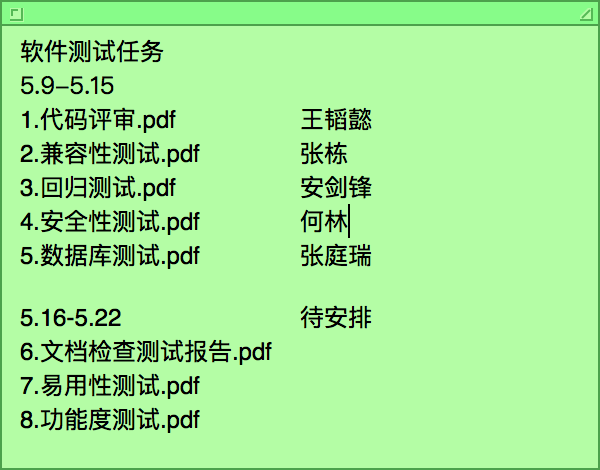 软件测试任务
5.9–5.15
1.代码评审.pdf 王韬懿
2.兼容性测试.pdf 张栋
3.回归测试.pdf 安剑锋
4.安全性测试.pdf 何林
5.数据库测试.pdf 张庭瑞
5.16-5.22 待安排
6.文档检查测试报告.pdf
7.易用性测试.pdf
8.功能度测试.pdf